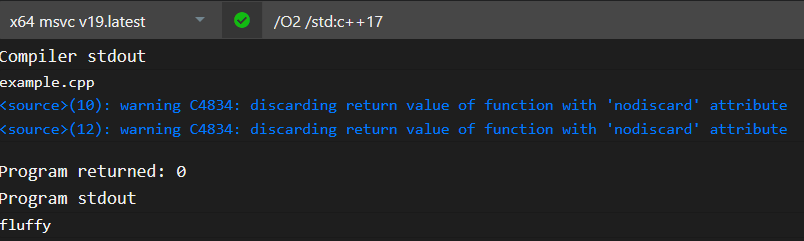 x64 msvc v19.latest /O2 /std:c++17
Compiler stdout
example.cpp
<source>(10): warning C4834: discarding return value of function with 'nodiscard' attribute
<source>(12): warning C4834: discarding return value of function with 'nodiscard' attribute
Program returned: 0
Program stdout
fluffy